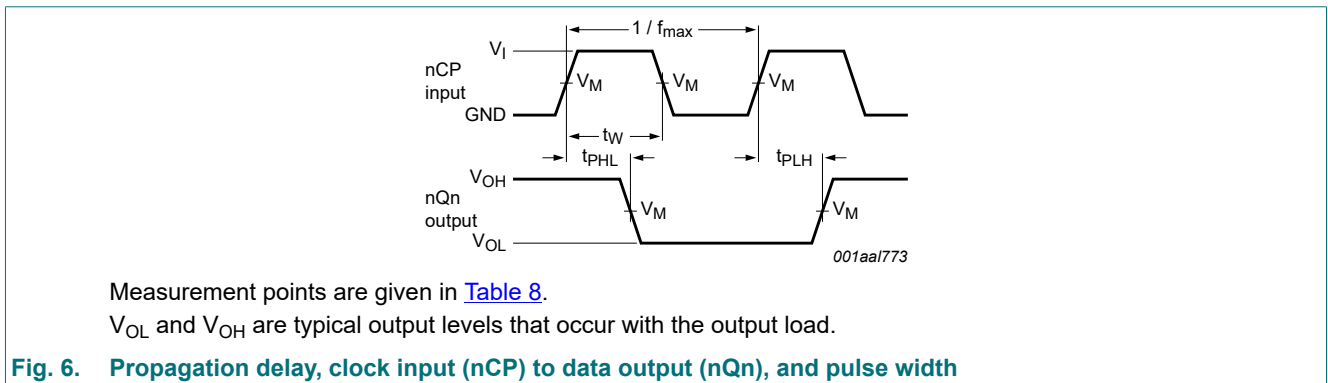 1 / fmax
VI
nCP
input
VM
VM
VM
GND
tW
tPHL
tPLH
VOH
nQn
output
VM
VM
VOL
001aal773
Measurement points are given in Table 8.
VOL and VOH are typical output levels that occur with the output load.
Fig. 6. Propagation delay, clock input (nCP) to data output (nQn), and pulse width